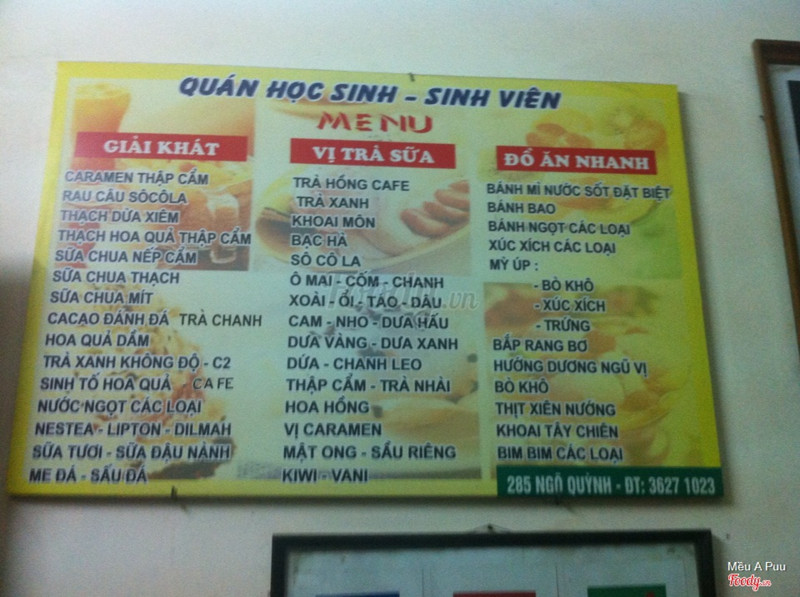 QUÁN HỌC SINH - SINH VIÊN
MENU
GIẢI KHÁT
CARAMEN THẬP CẨM
RAU CÂU SÔCÔLA
THẠCH DỪA XIÊM
THẠCH HOA QUẢ THẬP CẨM
SỮA CHUA NẾP CẨM
SỮA CHUA THẠCH
SỮA CHUA MÍT
CACAO ĐÁNH ĐÁ TRÀ CHANH
HOA QUẢ DẦM
TRÀ XANH KHÔNG ĐỘ - C2
SINH TỐ HOA QUẢ - CAFE
NƯỚC NGỌT CÁC LOẠI
NESTEA - LIPTON - DILMAH
SỮA TƯƠI - SỮA ĐẬU NÀNH
ME ĐÁ - SẤU ĐÁ
VỊ TRÀ SỮA
TRÀ HỒNG CAFE
TRÀ XANH
KHOAI MÔN
BẠC HÀ
SÔ CÔ LA
Ô MAI - CỐM - CHANH
XOÀI - ỔI - TÁO - DÂU
CAM - NHO - DƯA HẤU
DƯA VÀNG - DƯA XANH
DỨA - CHANH LEO
THẬP CẨM - TRÀ NHÀI
HOA HỒNG
VỊ CARAMEN
MẬT ONG - SẦU RIÊNG
KIWI - VANI
ĐỒ ĂN NHANH
BÁNH MÌ NƯỚC SỐT ĐẶT BIỆT
BÁNH BAO
BÁNH NGỌT CÁC LOẠI
XÚC XÍCH CÁC LOẠI
MỲ ÚP :
- BÒ KHÔ
- XÚC XÍCH
- TRỨNG
BẮP RANG BƠ
HƯỚNG DƯƠNG NGŨ VỊ
BÒ KHÔ
THỊT XIÊN NƯỚNG
KHOAI TÂY CHIÊN
BIM BIM CÁC LOẠI
285 NGÔ QUỲNH - ĐT: 3627 1023
Mều A Puu
Foody.vn